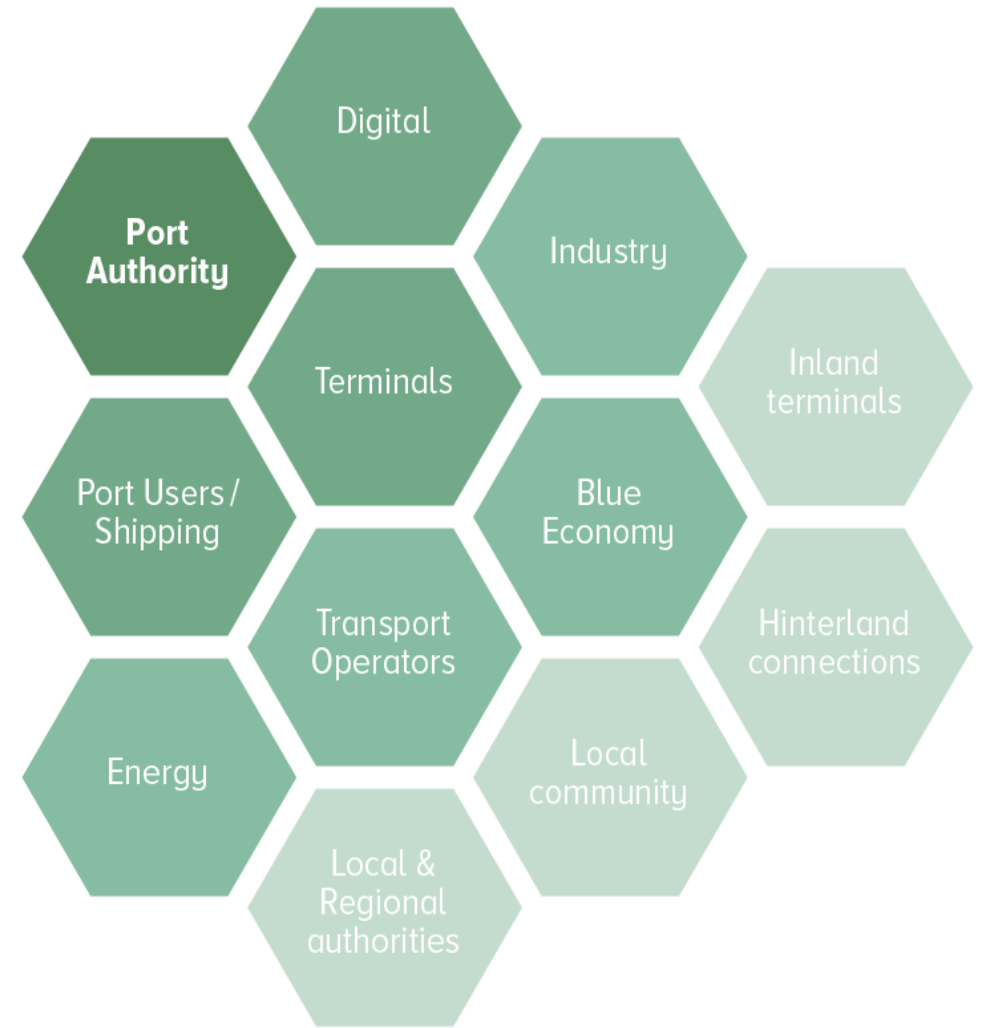 Digital
Port
Authority
Industry
Terminals
Inland
terminals
Port Users /
Shipping
Blue
Economy
Transport
Operators
Hinterland
connections
Energy
Local
community
Local &
Regional
authorities